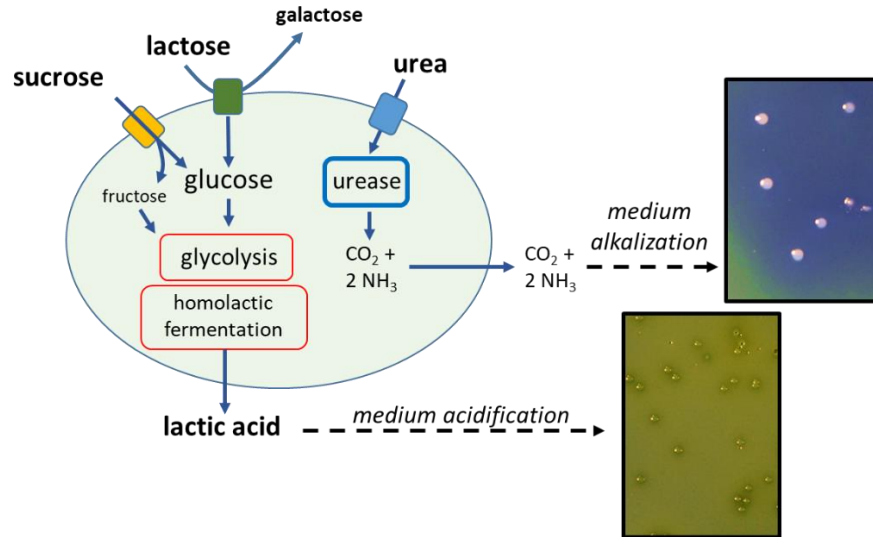 galactose
lactose
urea
sucrose
glucose
urease
fructose
medium
alkalization
glycolysis
CO₂ +
2 NH₃
CO₂ +
2 NH₃
homolactic
fermentation
lactic acid
medium acidification